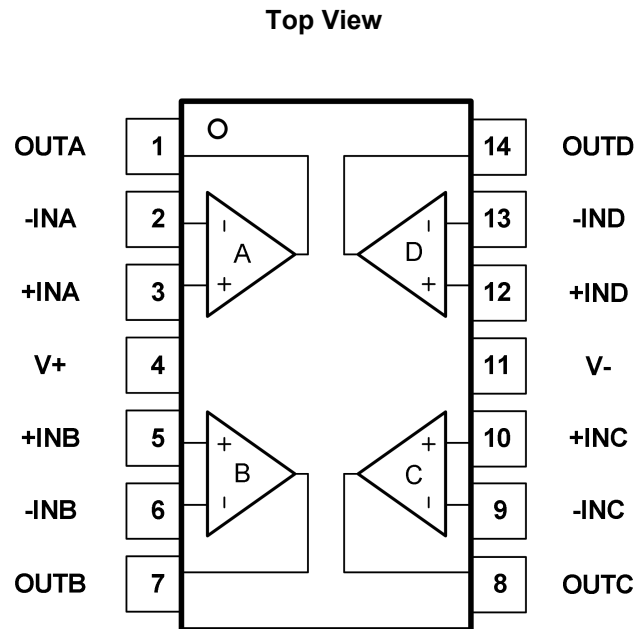 Top View
OUTA 1 14 OUTD
-INA 2 - - 13 -IND
A D
+INA 3 + + 12 +IND
V+ 4 11 V-
+INB 5 + + 10 +INC
B C
-INB 6 - - 9 -INC
OUTB 7 8 OUTC